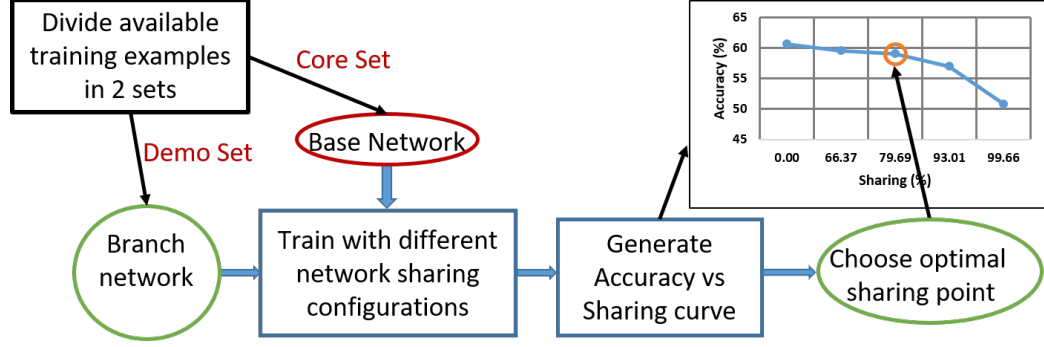 Divide available
training examples
in 2 sets
Core Set
Demo Set
Base Network
Branch
network
Train with different
network sharing
configurations
Generate
Accuracy vs
Sharing curve
Choose optimal
sharing point
Accuracy (%)
65
60
55
50
45
0.00 66.37 79.69 93.01 99.66
Sharing (%)